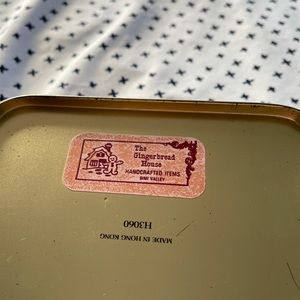 The
Gingerbread
House
HANDCRAFTED ITEMS
SIMI VALLEY
H3060
MADE IN HONG KONG